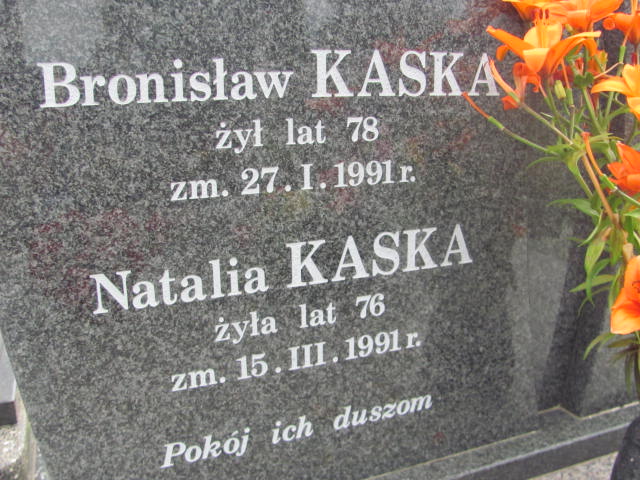 Bronisław KASKA
żył lat 78
zm. 27.I.1991 r.
Natalia KASKA
żyła lat 76
zm. 15.III.1991 r.
Pokój ich duszom